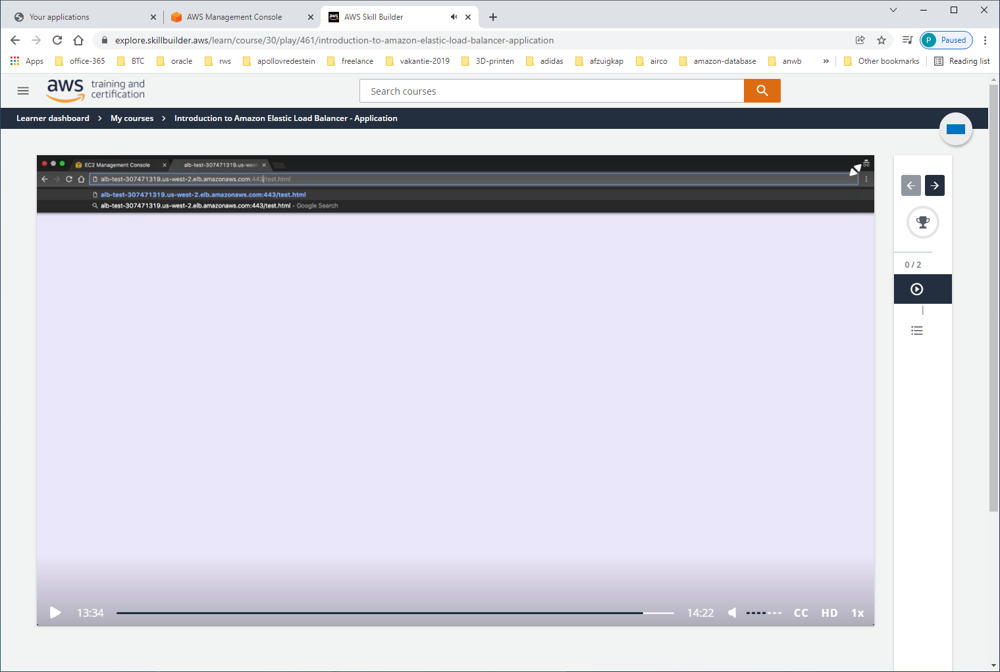 Your applications
AWS Management Console
AWS Skill Builder
explore.skillbuilder.aws/learn/course/30/play/461/introduction-to-amazon-elastic-load-balancer-application
P Paused
Apps office-365 BTC oracle rws apollovredestein freelance vakantie-2019 3D-printen adidas afzuigkap airco amazon-database anwb » Other bookmarks Reading list
aws training and
certification
Search courses
Learner dashboard > My courses > Introduction to Amazon Elastic Load Balancer - Application
EC2 Management Console
alb-test-307471319.us-west-
alb-test-307471319.us-west-2.elb.amazonaws.com:443/test.html
alb-test-307471319.us-west-2.elb.amazonaws.com:443/test.html
alb-test-307471319.us-west-2.elb.amazonaws.com:443/test.html - Google Search
0 / 2
13:34 14:22 CC HD 1x